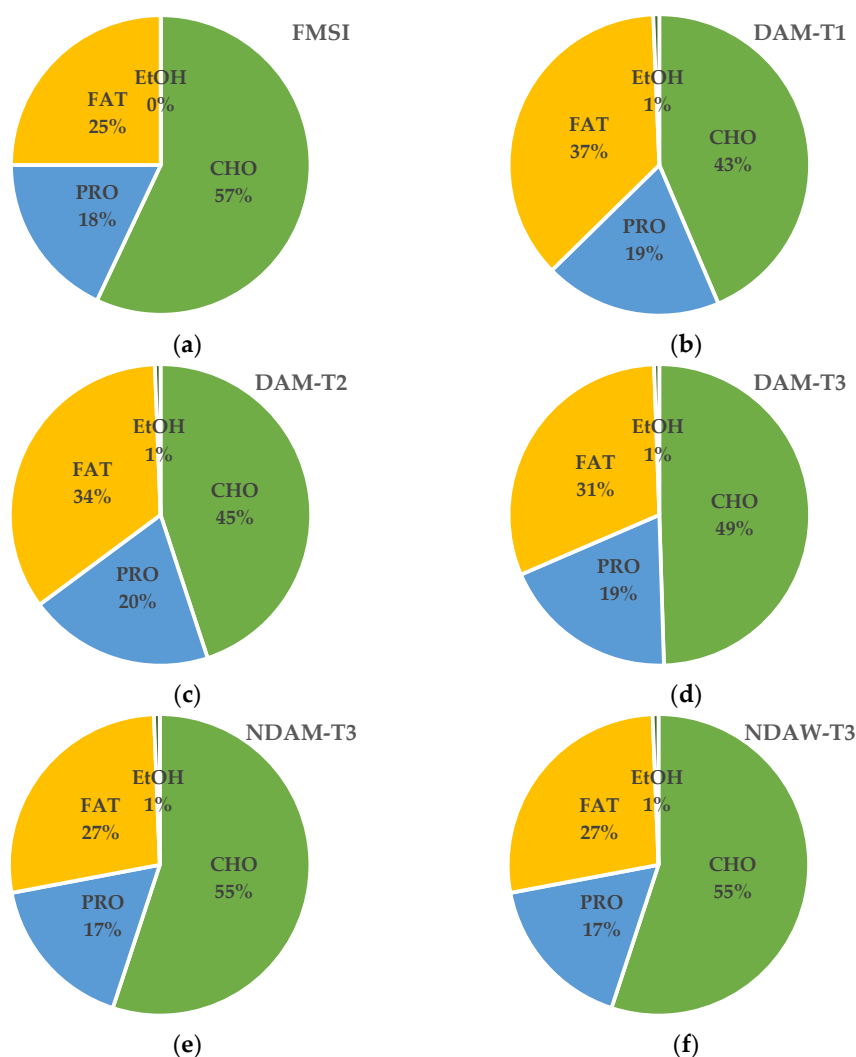 FMSI
EtOH
0%
FAT
25%
CHO
57%
PRO
18%
(a)
DAM-T1
EtOH
1%
FAT
37%
CHO
43%
PRO
19%
(b)
DAM-T2
EtOH
1%
FAT
34%
CHO
45%
PRO
20%
(c)
DAM-T3
EtOH
1%
FAT
31%
CHO
49%
PRO
19%
(d)
NDAM-T3
EtOH
1%
FAT
27%
CHO
55%
PRO
17%
(e)
NDAW-T3
EtOH
1%
FAT
27%
CHO
55%
PRO
17%
(f)